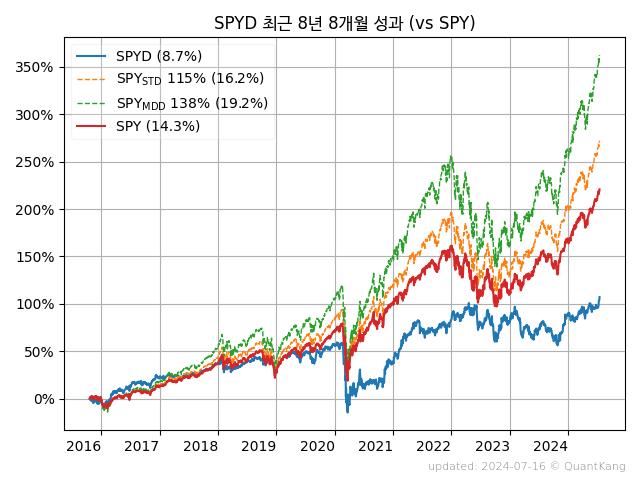 SPYD 최근 8년 8개월 성과 (vs SPY)
SPYD (8.7%)
SPY_STD 115% (16.2%)
SPY_MDD 138% (19.2%)
SPY (14.3%)
350%
300%
250%
200%
150%
100%
50%
0%
2016 2017 2018 2019 2020 2021 2022 2023 2024
updated: 2024-07-16 © QuantKang